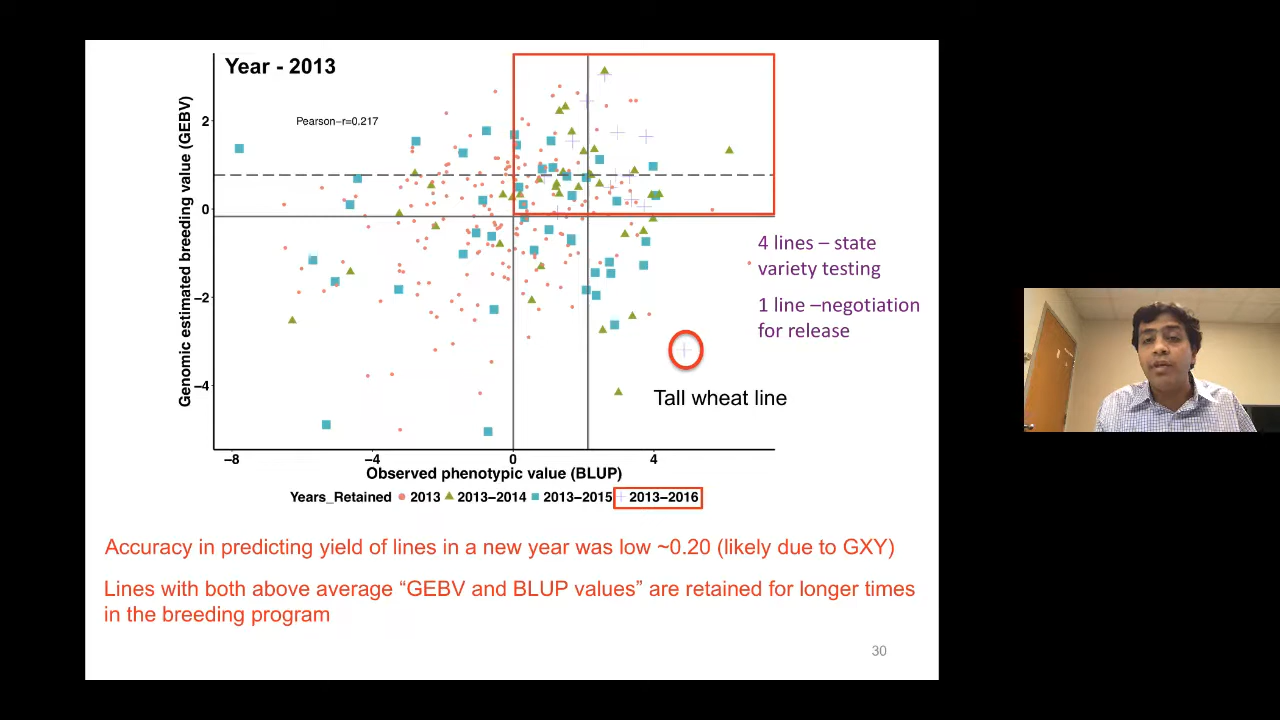 Year - 2013
Pearson−r=0.217
Genomic estimated breeding value (GEBV)
2
0
−2
−4
−8
−4
0
4
Observed phenotypic value (BLUP)
Years_Retained 2013 2013−2014 2013−2015 2013−2016
4 lines – state
variety testing
1 line –negotiation
for release
Tall wheat line
Accuracy in predicting yield of lines in a new year was low ~0.20 (likely due to GXY)
Lines with both above average “GEBV and BLUP values” are retained for longer times
in the breeding program
30